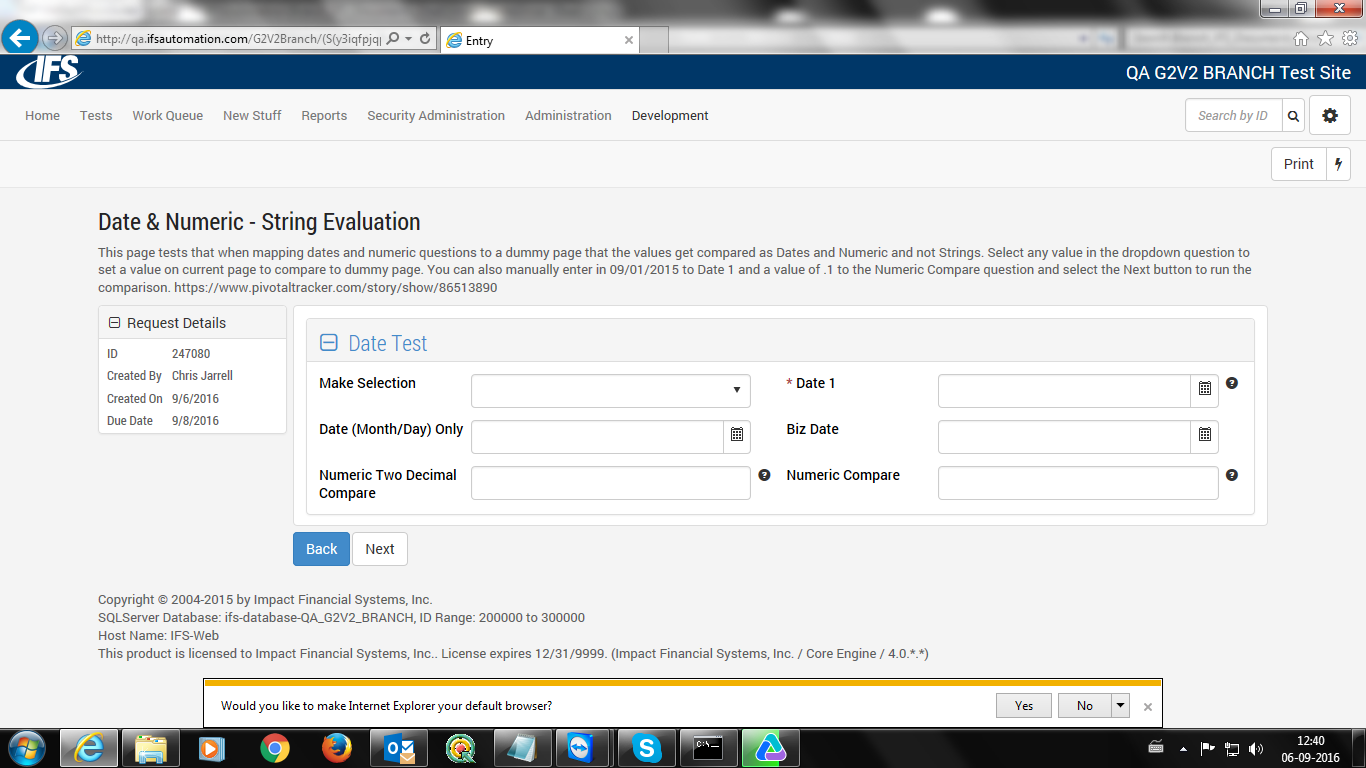 http://qa.ifsautomation.com/G2V2Branch/(S(y3iqfpjqp
Entry
IFS
QA G2V2 BRANCH Test Site
Home Tests Work Queue New Stuff Reports Security Administration Administration Development
Search by ID
Print
Date & Numeric - String Evaluation
This page tests that when mapping dates and numeric questions to a dummy page that the values get compared as Dates and Numeric and not Strings. Select any value in the dropdown question to
set a value on current page to compare to dummy page. You can also manually enter in 09/01/2015 to Date 1 and a value of .1 to the Numeric Compare question and select the Next button to run the
comparison. https://www.pivotaltracker.com/story/show/86513890
Request Details
ID 247080
Created By Chris Jarrell
Created On 9/6/2016
Due Date 9/8/2016
Date Test
Make Selection
* Date 1
Date (Month/Day) Only
Biz Date
Numeric Two Decimal
Compare
Numeric Compare
Back Next
Copyright © 2004-2015 by Impact Financial Systems, Inc.
SQLServer Database: ifs-database-QA_G2V2_BRANCH, ID Range: 200000 to 300000
Host Name: IFS-Web
This product is licensed to Impact Financial Systems, Inc.. License expires 12/31/9999. (Impact Financial Systems, Inc. / Core Engine / 4.0.*.*)
Would you like to make Internet Explorer your default browser?
Yes No
12:40
06-09-2016